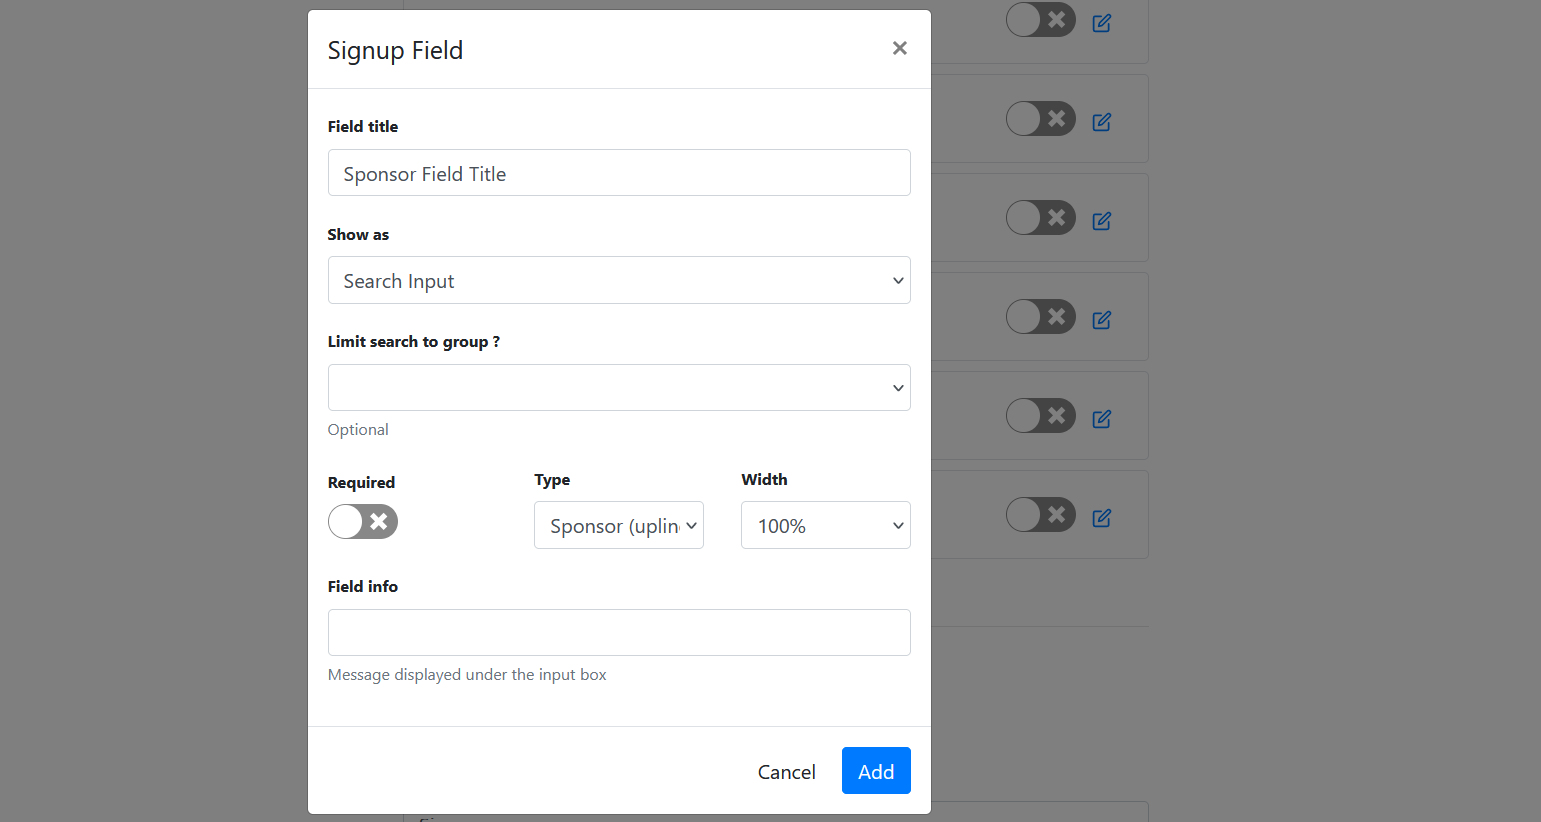 Signup Field
Field title
Sponsor Field Title
Show as
Search Input
Limit search to group ?
Optional
Required
Type
Width
Sponsor (uplin
100%
Field info
Message displayed under the input box
Cancel
Add